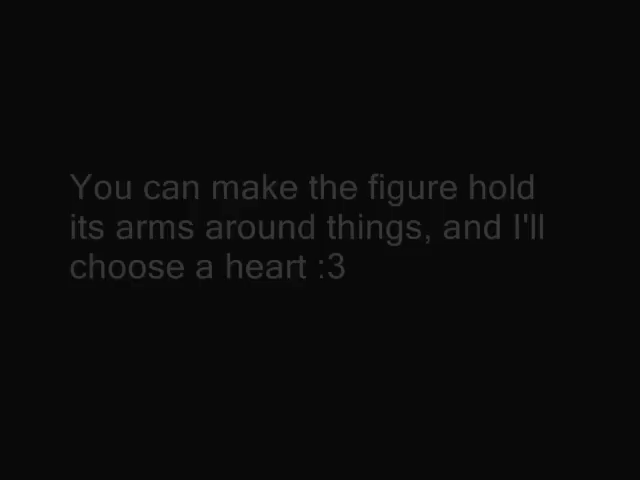 You can make the figure hold
its arms around things, and I'll
choose a heart :3